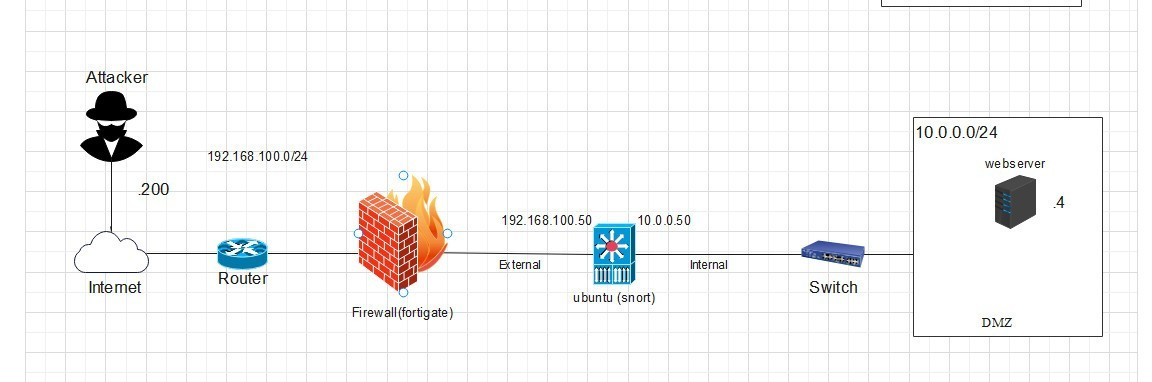 Attacker
192.168.100.0/24
.200
Internet
Router
Firewall(fortigate)
192.168.100.50
10.0.0.50
External
Internal
ubuntu (snort)
Switch
10.0.0.0/24
webserver
.4
DMZ